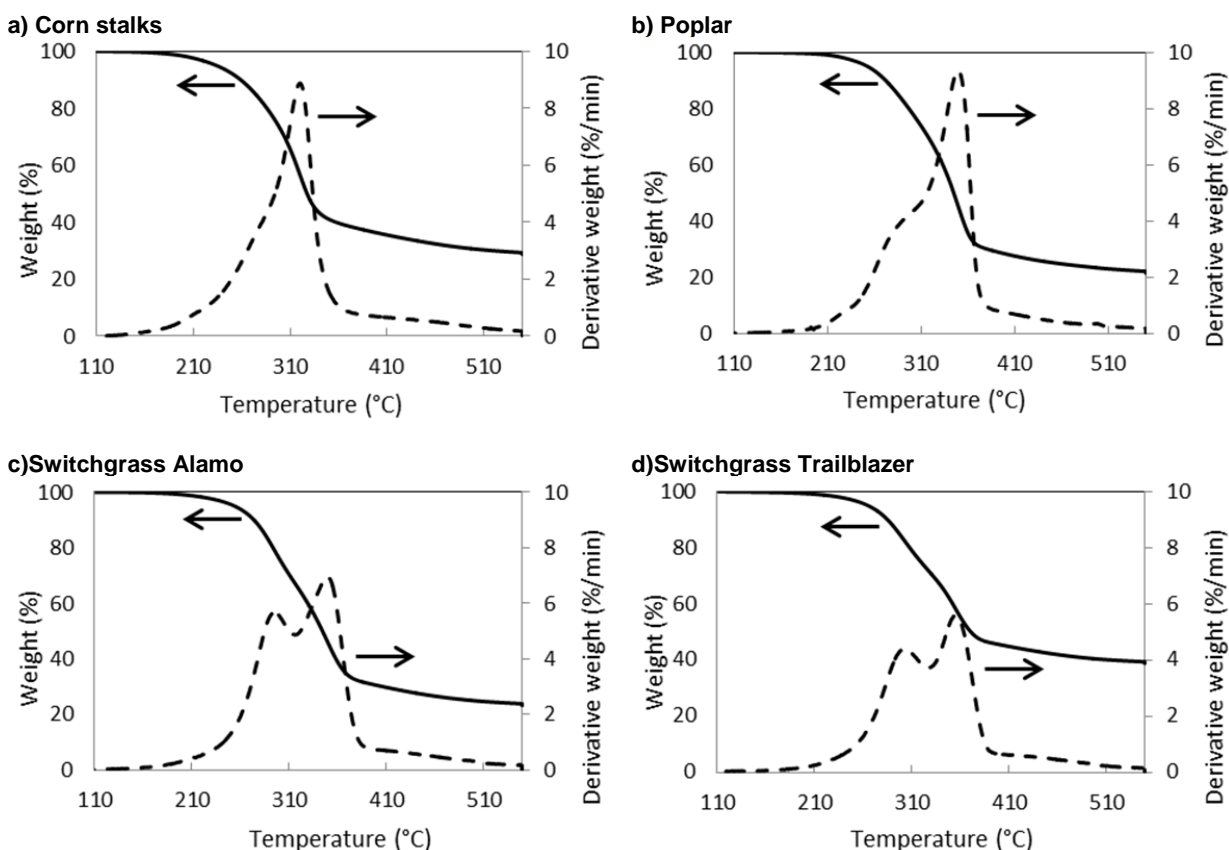 a) Corn stalks
Weight (%)
100
80
60
40
20
0
10
8
6
4
2
0
Derivative weight (%/min)
110 210 310 410 510
Temperature (°C)
b) Poplar
Weight (%)
100
80
60
40
20
0
10
8
6
4
2
0
Derivative weight (%/min)
110 210 310 410 510
Temperature (°C)
c)Switchgrass Alamo
Weight (%)
100
80
60
40
20
0
10
8
6
4
2
0
Derivative weight (%/min)
110 210 310 410 510
Temperature (°C)
d)Switchgrass Trailblazer
Weight (%)
100
80
60
40
20
0
10
8
6
4
2
0
Derivative weight (%/min)
110 210 310 410 510
Temperature (°C)